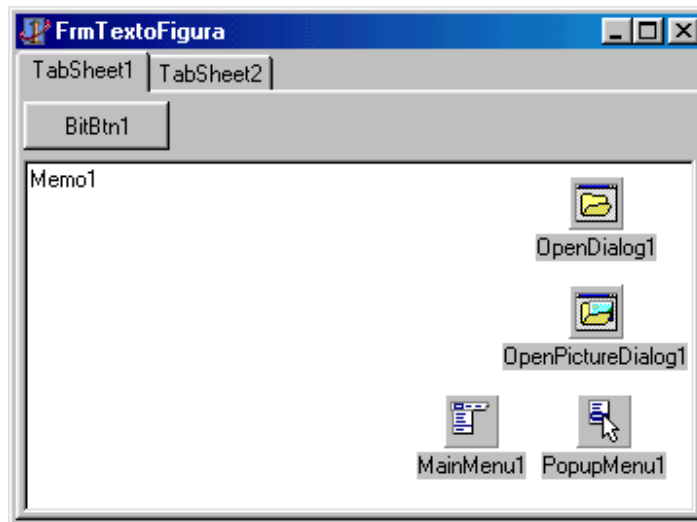 FrmTextoFigura
TabSheet1 TabSheet2
BitBtn1
Memo1
OpenDialog1
OpenPictureDialog1
MainMenu1 PopupMenu1